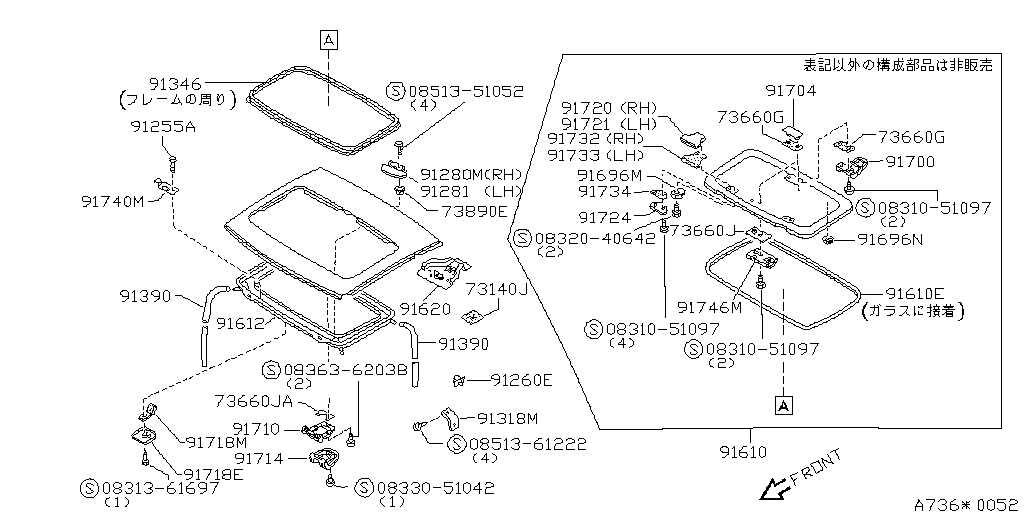 A
91346
(フレームの周り)
91255A
91740M
Ⓢ08513-51052
(4)
91280M(RH)
91281 (LH)
73890E
91390
91612
91620
73140J
91390
Ⓢ08363-6203B
(2)
91260E
73660JA
91710
91318M
91718M
Ⓢ08513-61222
(4)
91714
91718E
Ⓢ08313-61697
(1)
Ⓢ08330-51042
(1)
表記以外の構成部品は非販売
91704
91720 (RH)
91721 (LH)
73660G
91732 (RH)
91733 (LH)
73660G
91700
91696M
91734
91724
Ⓢ08310-51097
(2)
Ⓢ08320-40642
(2)
73660J
91696N
91746M
91610E
(ガラスに接着)
Ⓢ08310-51097
(4)
Ⓢ08310-51097
(2)
A
91610
FRONT
A736* 0052